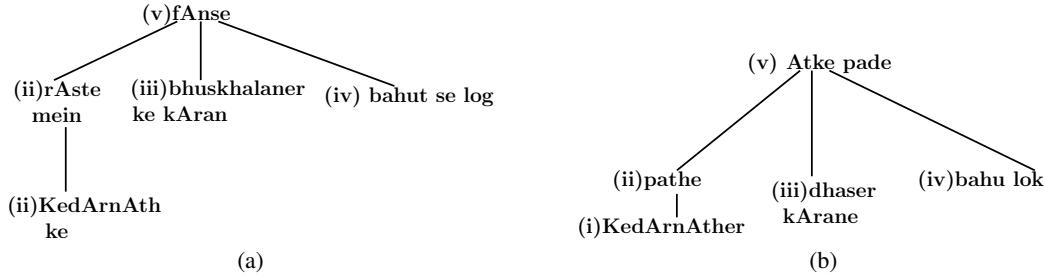 (v)fAnse
(ii)rAste
mein
(iii)bhuskhalaner
ke kAran
(iv) bahut se log
(ii)KedArnAth
ke
(a)
(v) Atke pade
(ii)pathe
(iii)dhaser
kArane
(iv)bahu lok
(i)KedArnAther
(b)